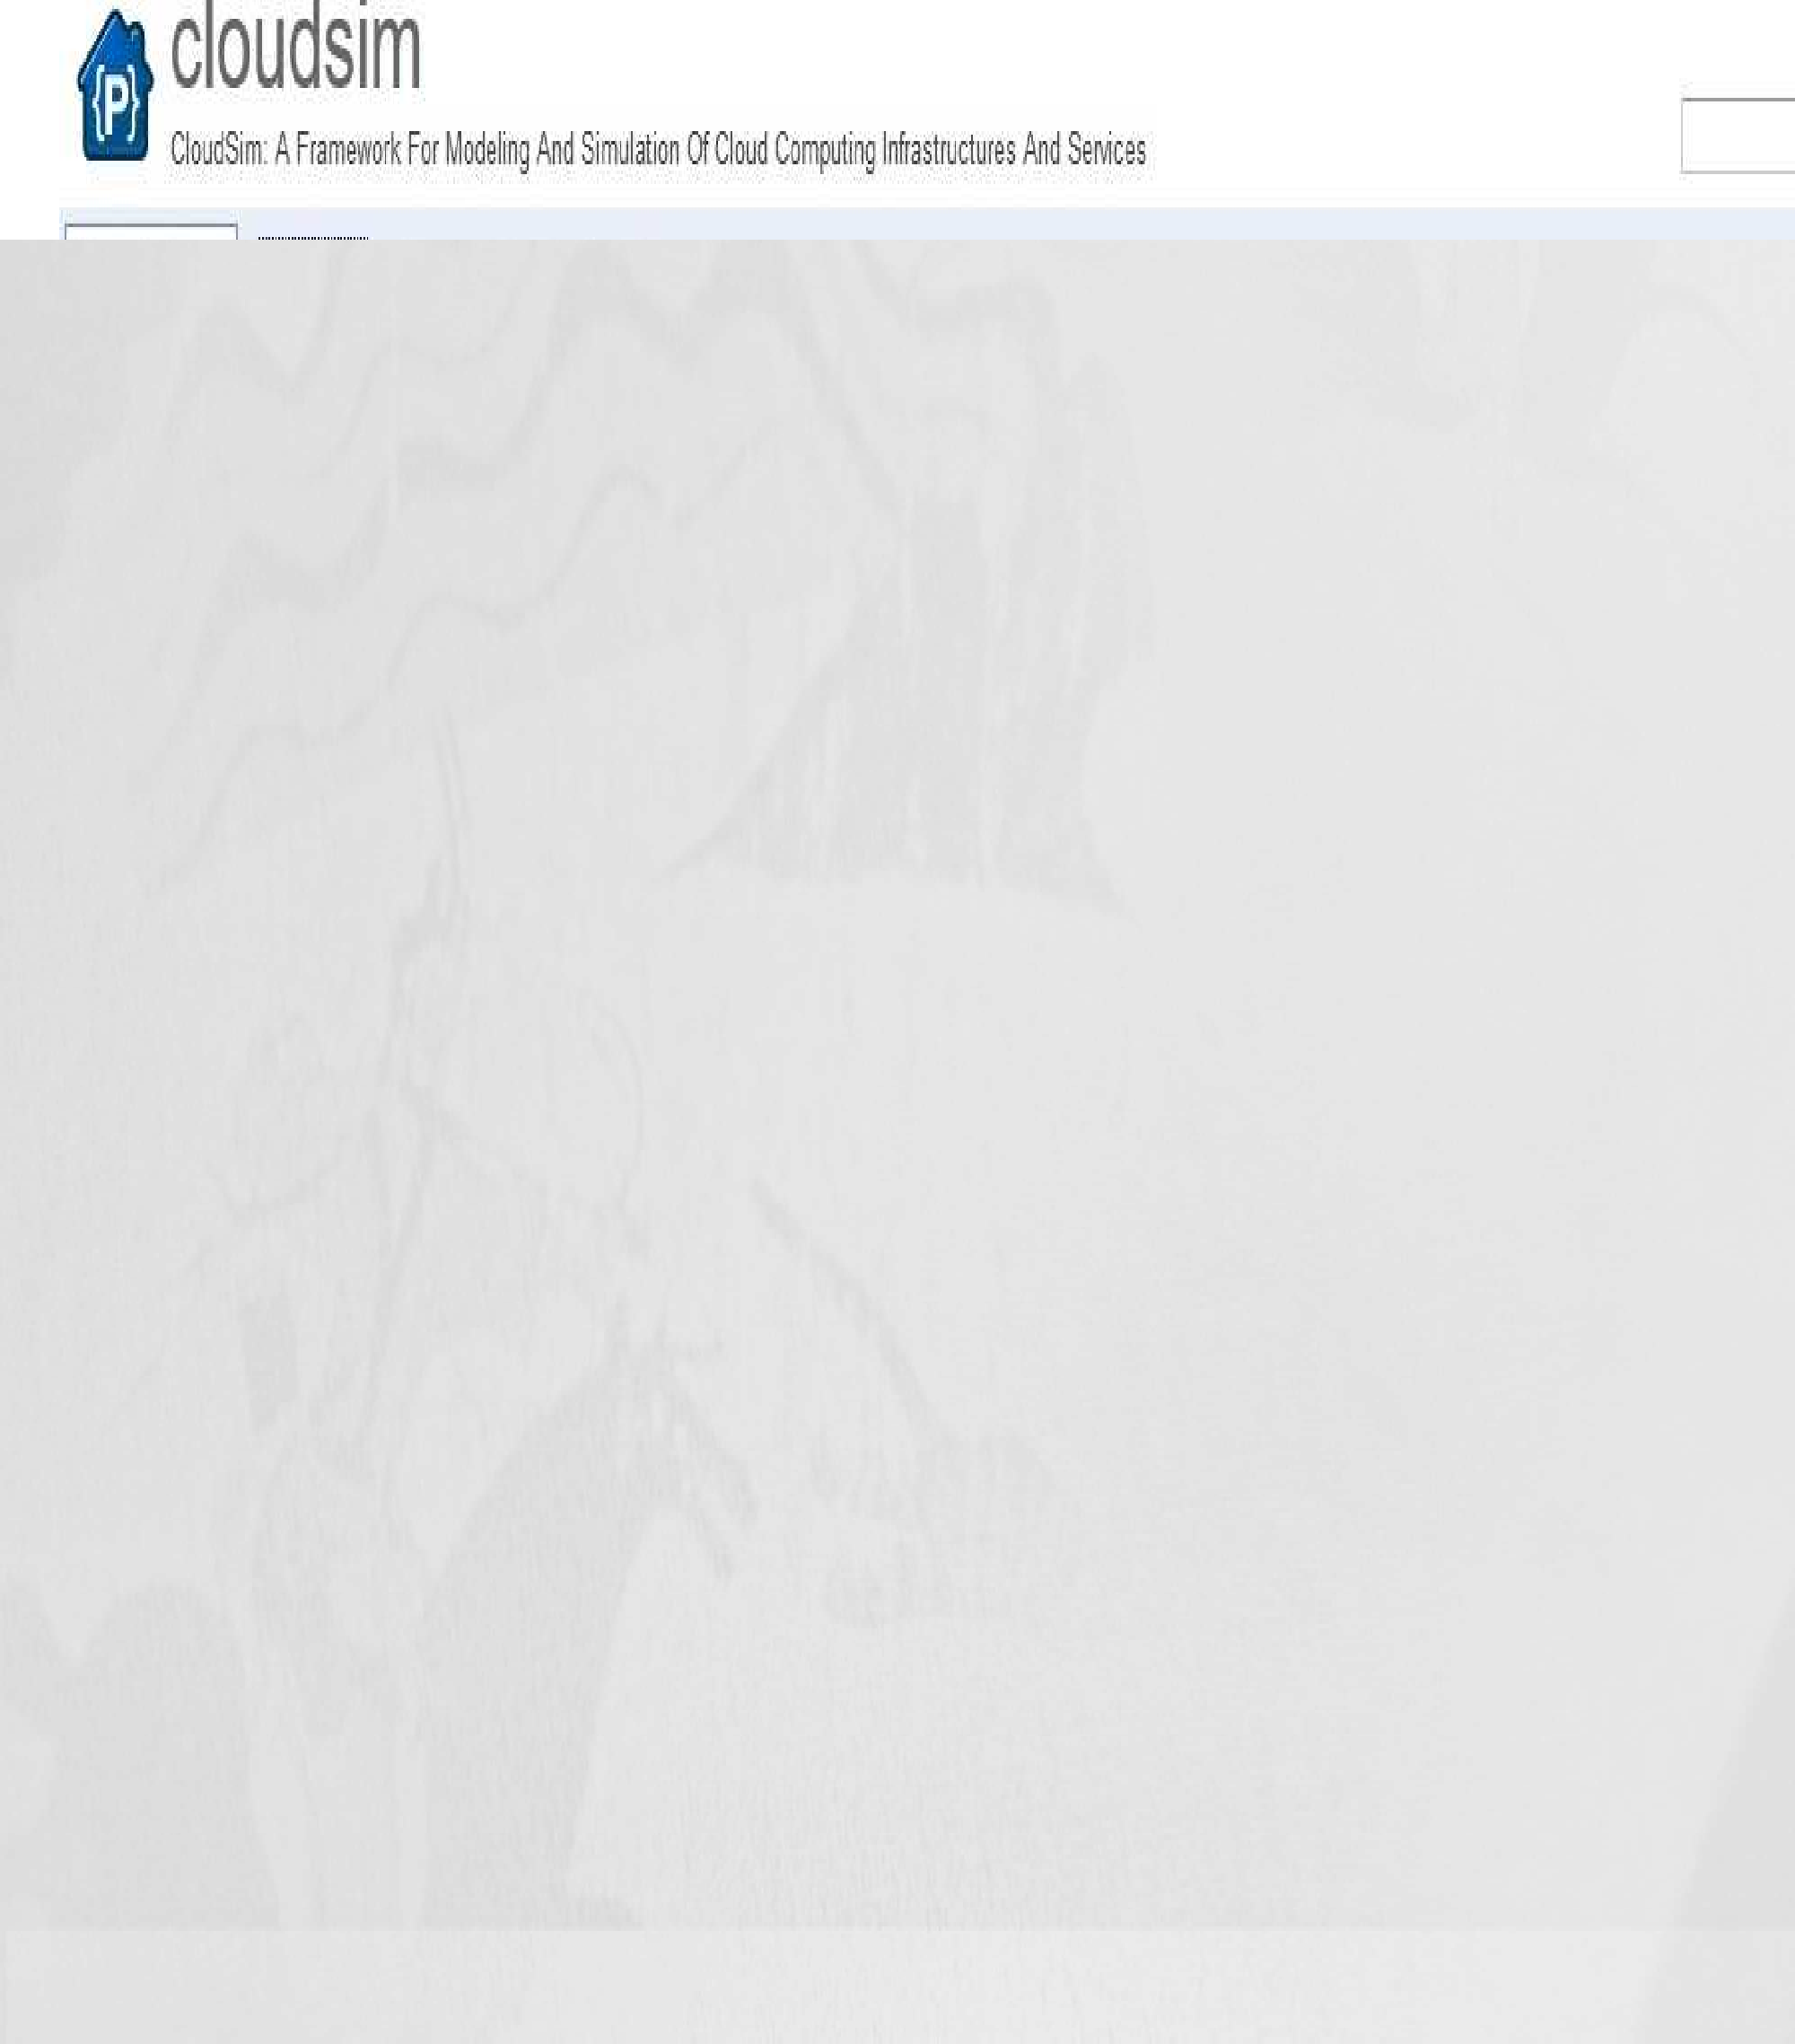 cloudsim
{P}
CloudSim: A Framework For Modeling And Simulation Of Cloud Computing Infrastructures And Services